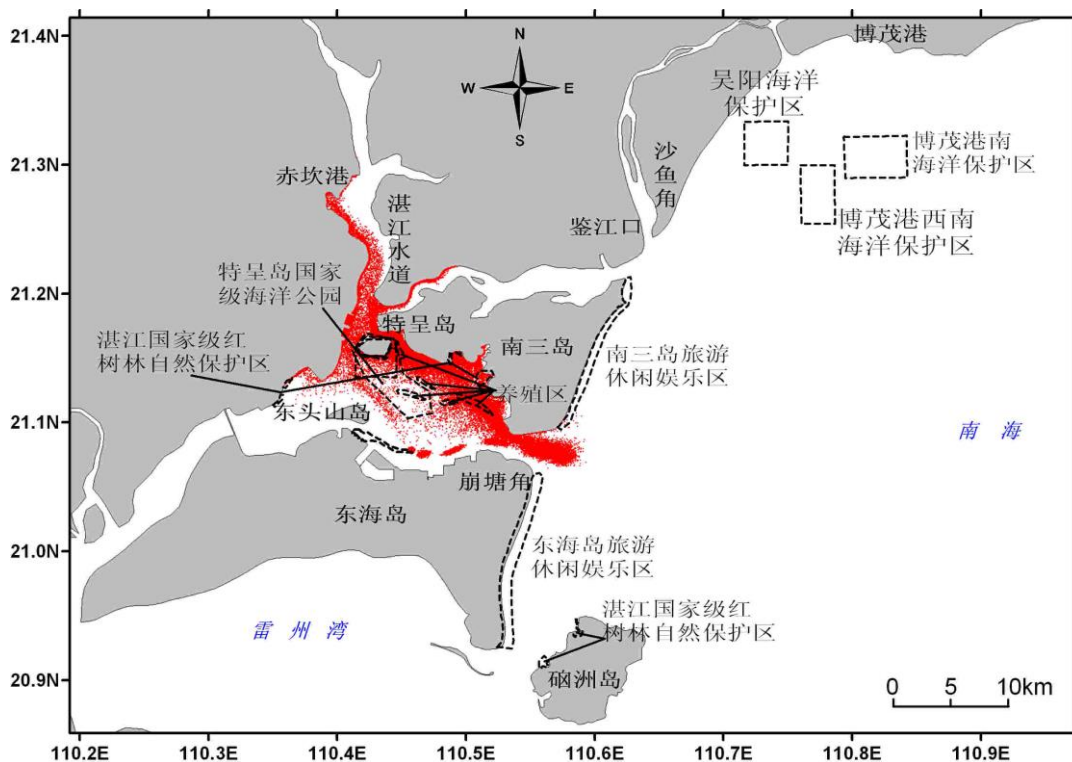 21.4N
21.3N
21.2N
21.1N
21.0N
20.9N
N
W
E
S
博茂港
吴阳海洋
保护区
博茂港南
海洋保护区
博茂港西南
海洋保护区
沙鱼角
鉴江口
赤坎港
湛江水道
特呈岛国家
级海洋公园
特呈岛
湛江国家级红
树林自然保护区
南三岛
南三岛旅游
休闲娱乐区
养殖区
东头山岛
南 海
崩塘角
东海岛
东海岛旅游
休闲娱乐区
雷 州 湾
湛江国家级红
树林自然保护区
硇洲岛
0 5 10km
110.2E 110.3E 110.4E 110.5E 110.6E 110.7E 110.8E 110.9E